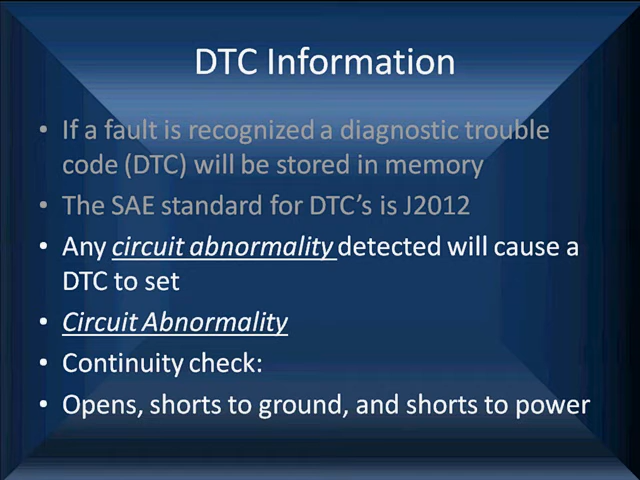 DTC Information
• If a fault is recognized a diagnostic trouble
code (DTC) will be stored in memory
• The SAE standard for DTC's is J2012
• Any circuit abnormality detected will cause a
DTC to set
• Circuit Abnormality
• Continuity check:
• Opens, shorts to ground, and shorts to power